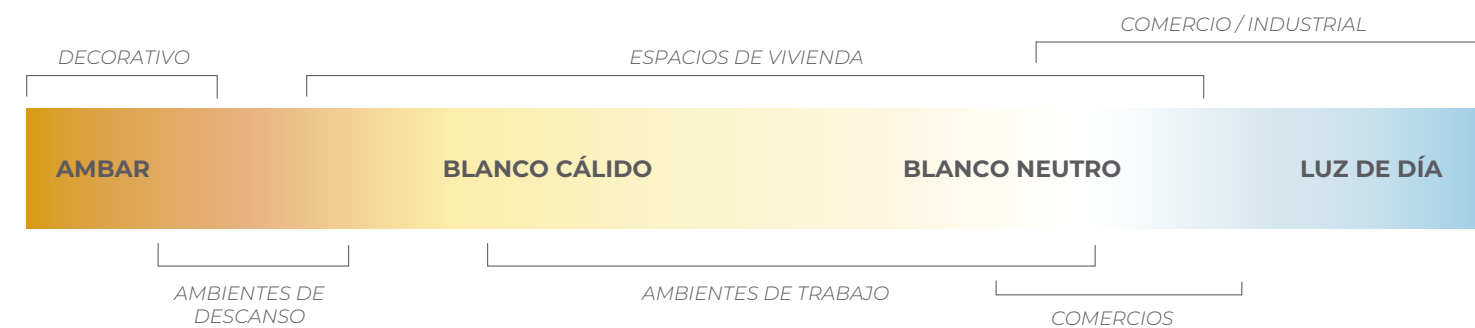 COMERCIO / INDUSTRIAL
DECORATIVO
ESPACIOS DE VIVIENDA
AMBAR
BLANCO CÁLIDO
BLANCO NEUTRO
LUZ DE DÍA
AMBIENTES DE
DESCANSO
AMBIENTES DE TRABAJO
COMERCIOS